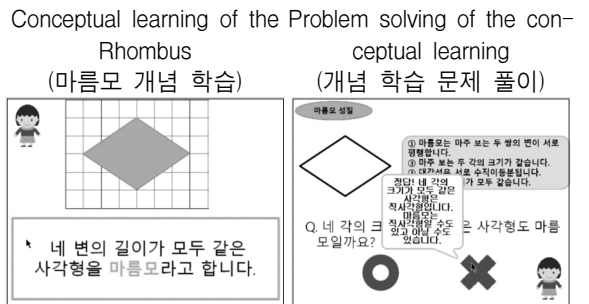 Conceptual learning of the
Rhombus
(마름모 개념 학습)
Problem solving of the con-
ceptual learning
(개념 학습 문제 풀이)
네 변의 길이가 모두 같은
사각형을 마름모라고 합니다.
마름모 성질
① 마름모는 마주 보는 두 쌍의 변이 서로
평행합니다.
② 마주 보는 두 각의 크기가 같습니다.
③ 대각선은 서로 수직이등분됩니다.
가 모두 같습니다.
정답! 네 각의
크기가 모두 같은
사각형은
직사각형입니다.
마름모는
직사각형일 수도
있고 아닐 수도
있습니다.
Q. 네 각의 크 은 사각형도 마름
모일까요?